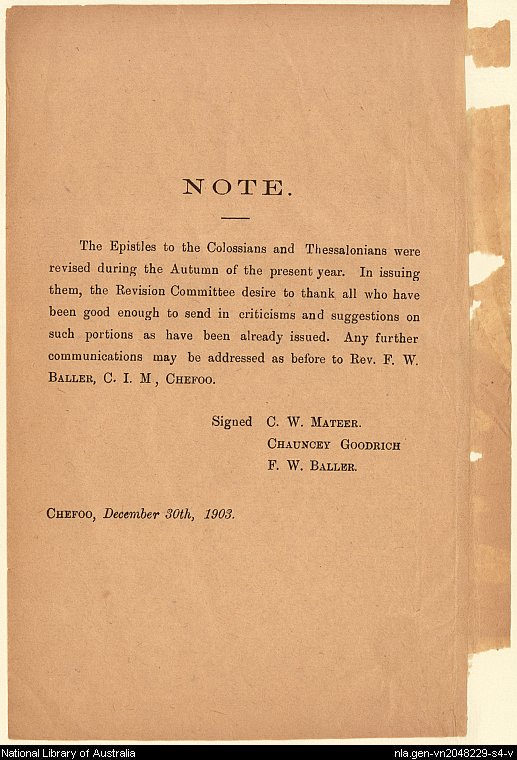 NOTE.
The Epistles to the Colossians and Thessalonians were
revised during the Autumn of the present year. In issuing
them, the Revision Committee desire to thank all who have
been good enough to send in criticisms and suggestions on
such portions as have been already issued. Any further
communications may be addressed as before to Rev. F. W.
BALLER, C. I. M, CHEFOO.
Signed C. W. MATEER.
CHAUNCEY GOODRICH
F. W. BALLER.
CHEFOO, December 30th, 1903.
National Library of Australia
nla.gen-vn2048229-s4-v